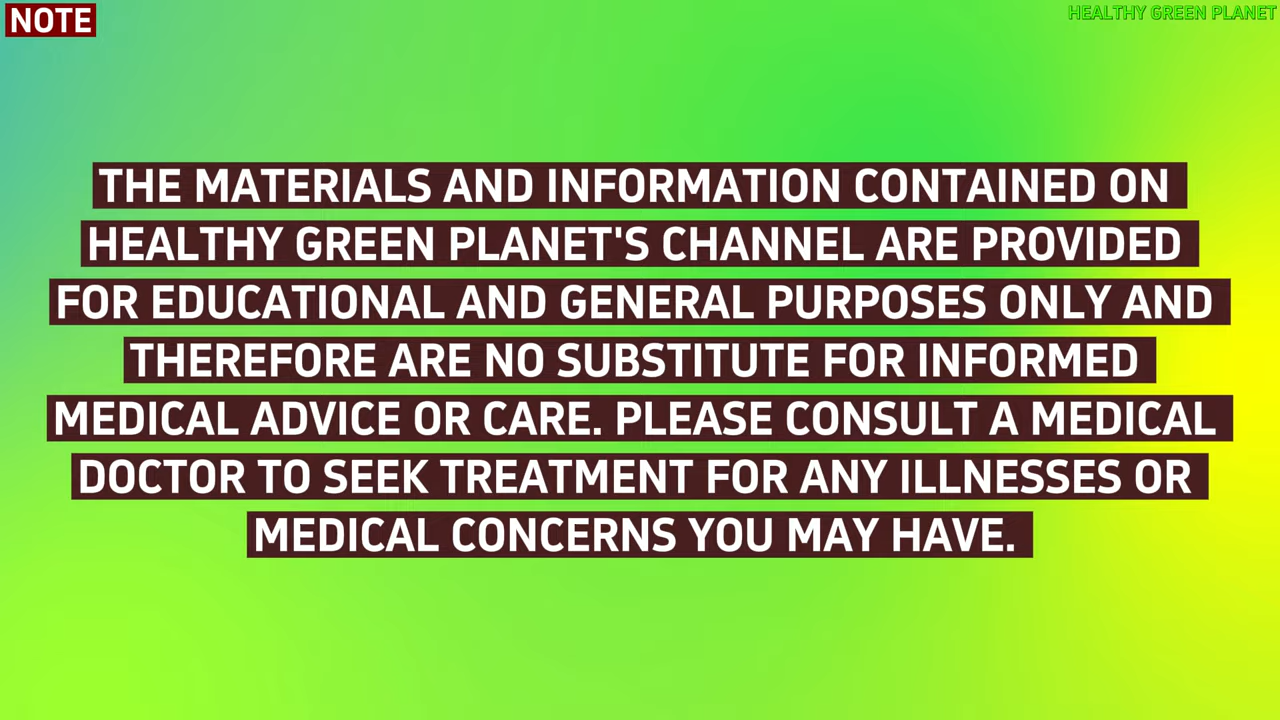 NOTE
HEALTHY GREEN PLANET
THE MATERIALS AND INFORMATION CONTAINED ON
HEALTHY GREEN PLANET'S CHANNEL ARE PROVIDED
FOR EDUCATIONAL AND GENERAL PURPOSES ONLY AND
THEREFORE ARE NO SUBSTITUTE FOR INFORMED
MEDICAL ADVICE OR CARE. PLEASE CONSULT A MEDICAL
DOCTOR TO SEEK TREATMENT FOR ANY ILLNESSES OR
MEDICAL CONCERNS YOU MAY HAVE.